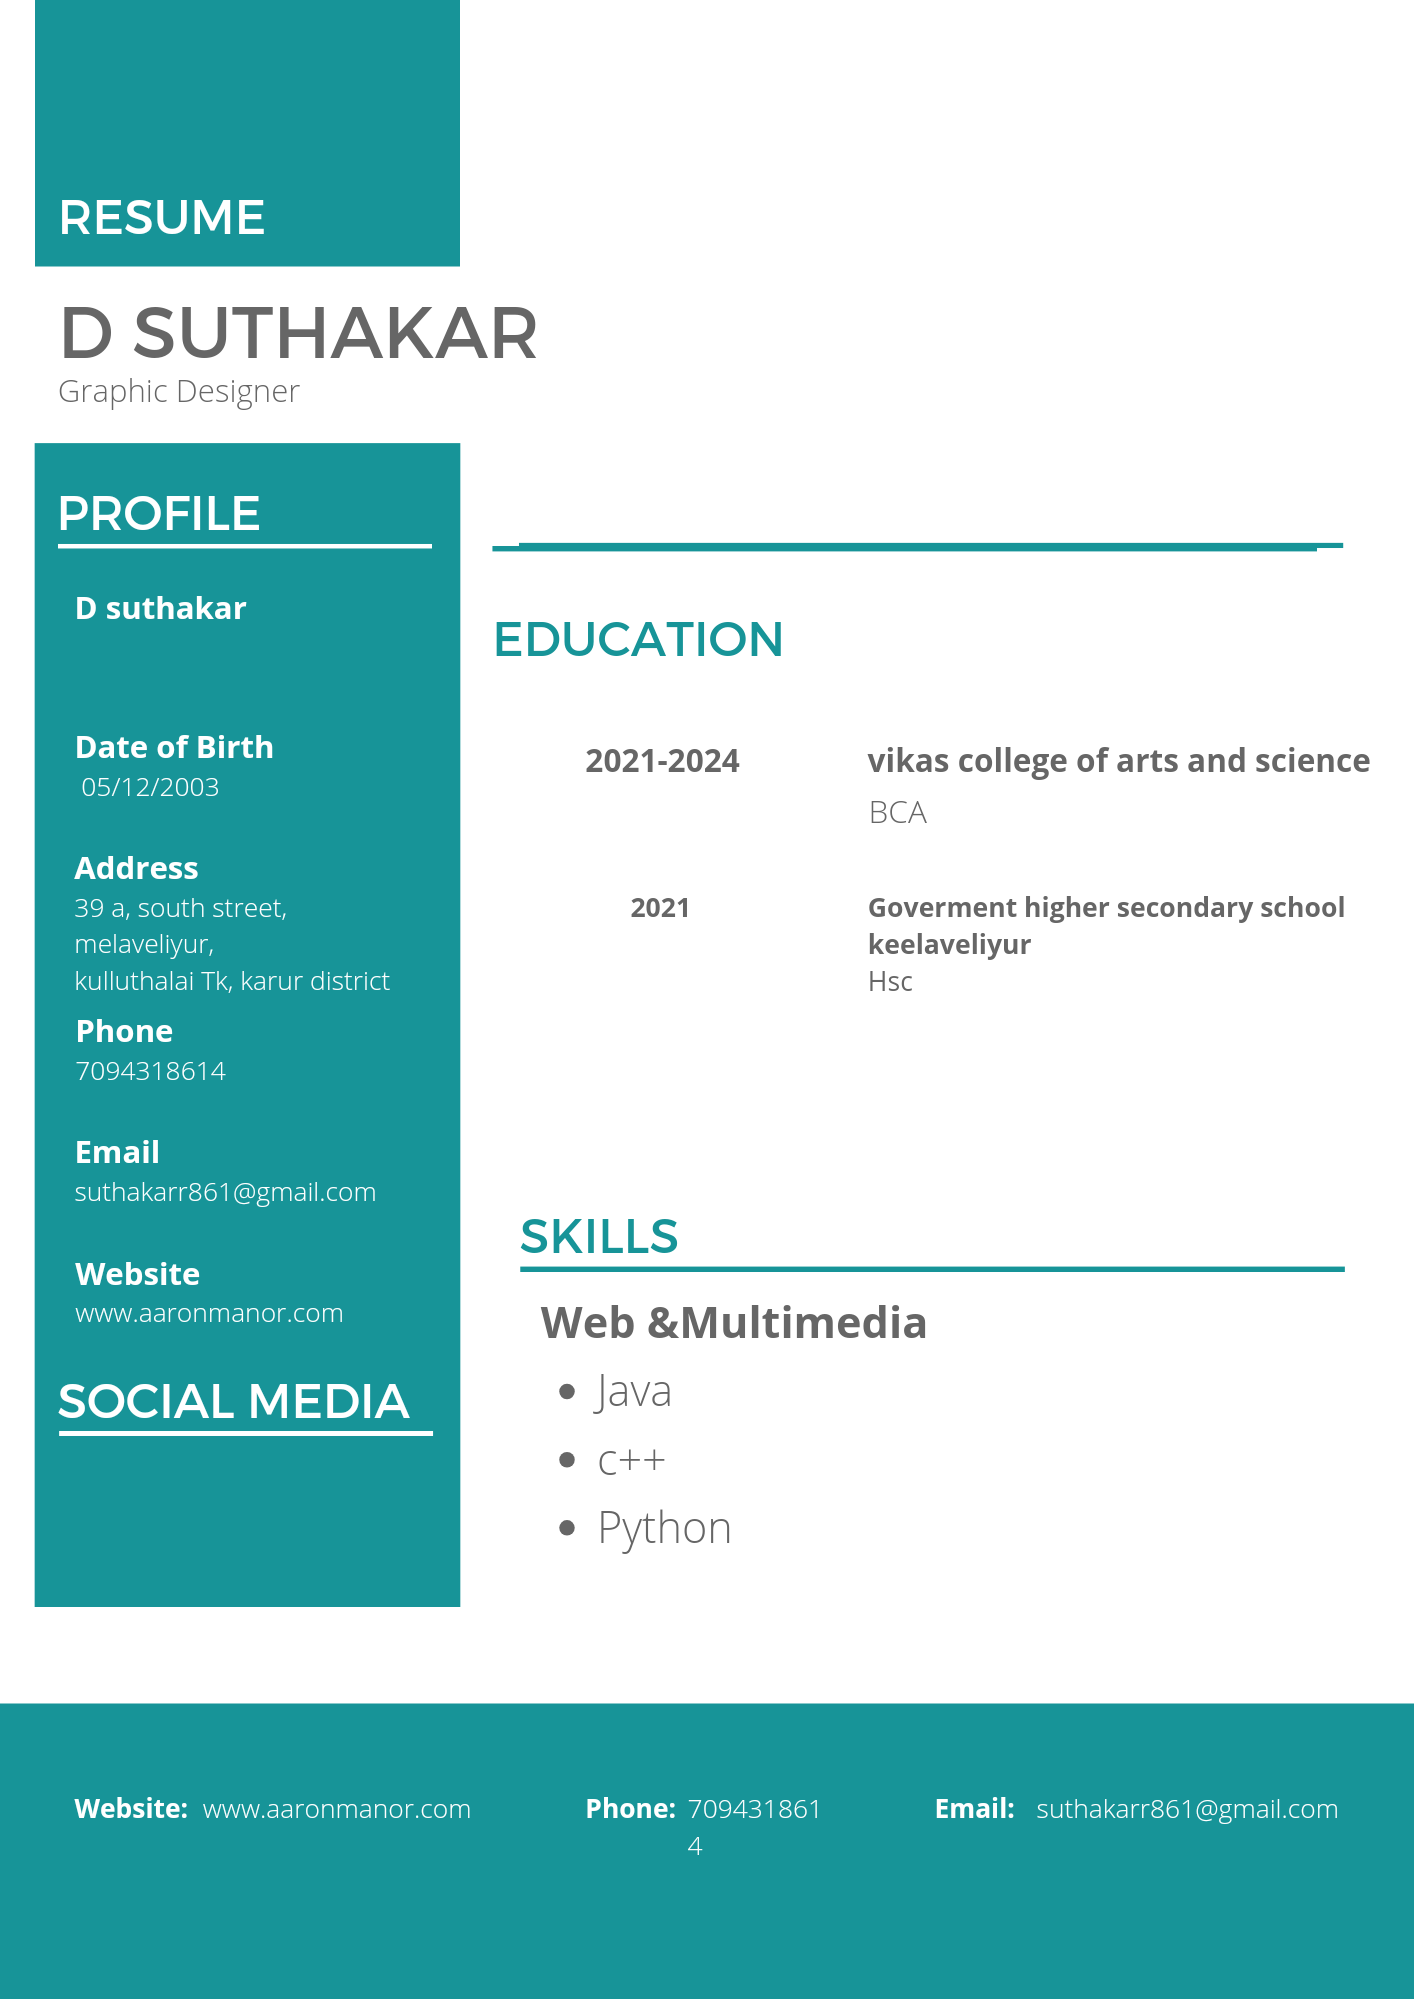 RESUME
D SUTHAKAR
Graphic Designer
PROFILE
D suthakar
Date of Birth
05/12/2003
Address
39 a, south street,
melaveliyur,
kulluthalai Tk, karur district
Phone
7094318614
Email
suthakarr861@gmail.com
Website
www.aaronmanor.com
SOCIAL MEDIA
EDUCATION
2021-2024 vikas college of arts and science
BCA
2021 Goverment higher secondary school
keelaveliyur
Hsc
SKILLS
Web &Multimedia
• Java
• c++
• Python
Website: www.aaronmanor.com Phone: 709431861 Email: suthakarr861@gmail.com
4